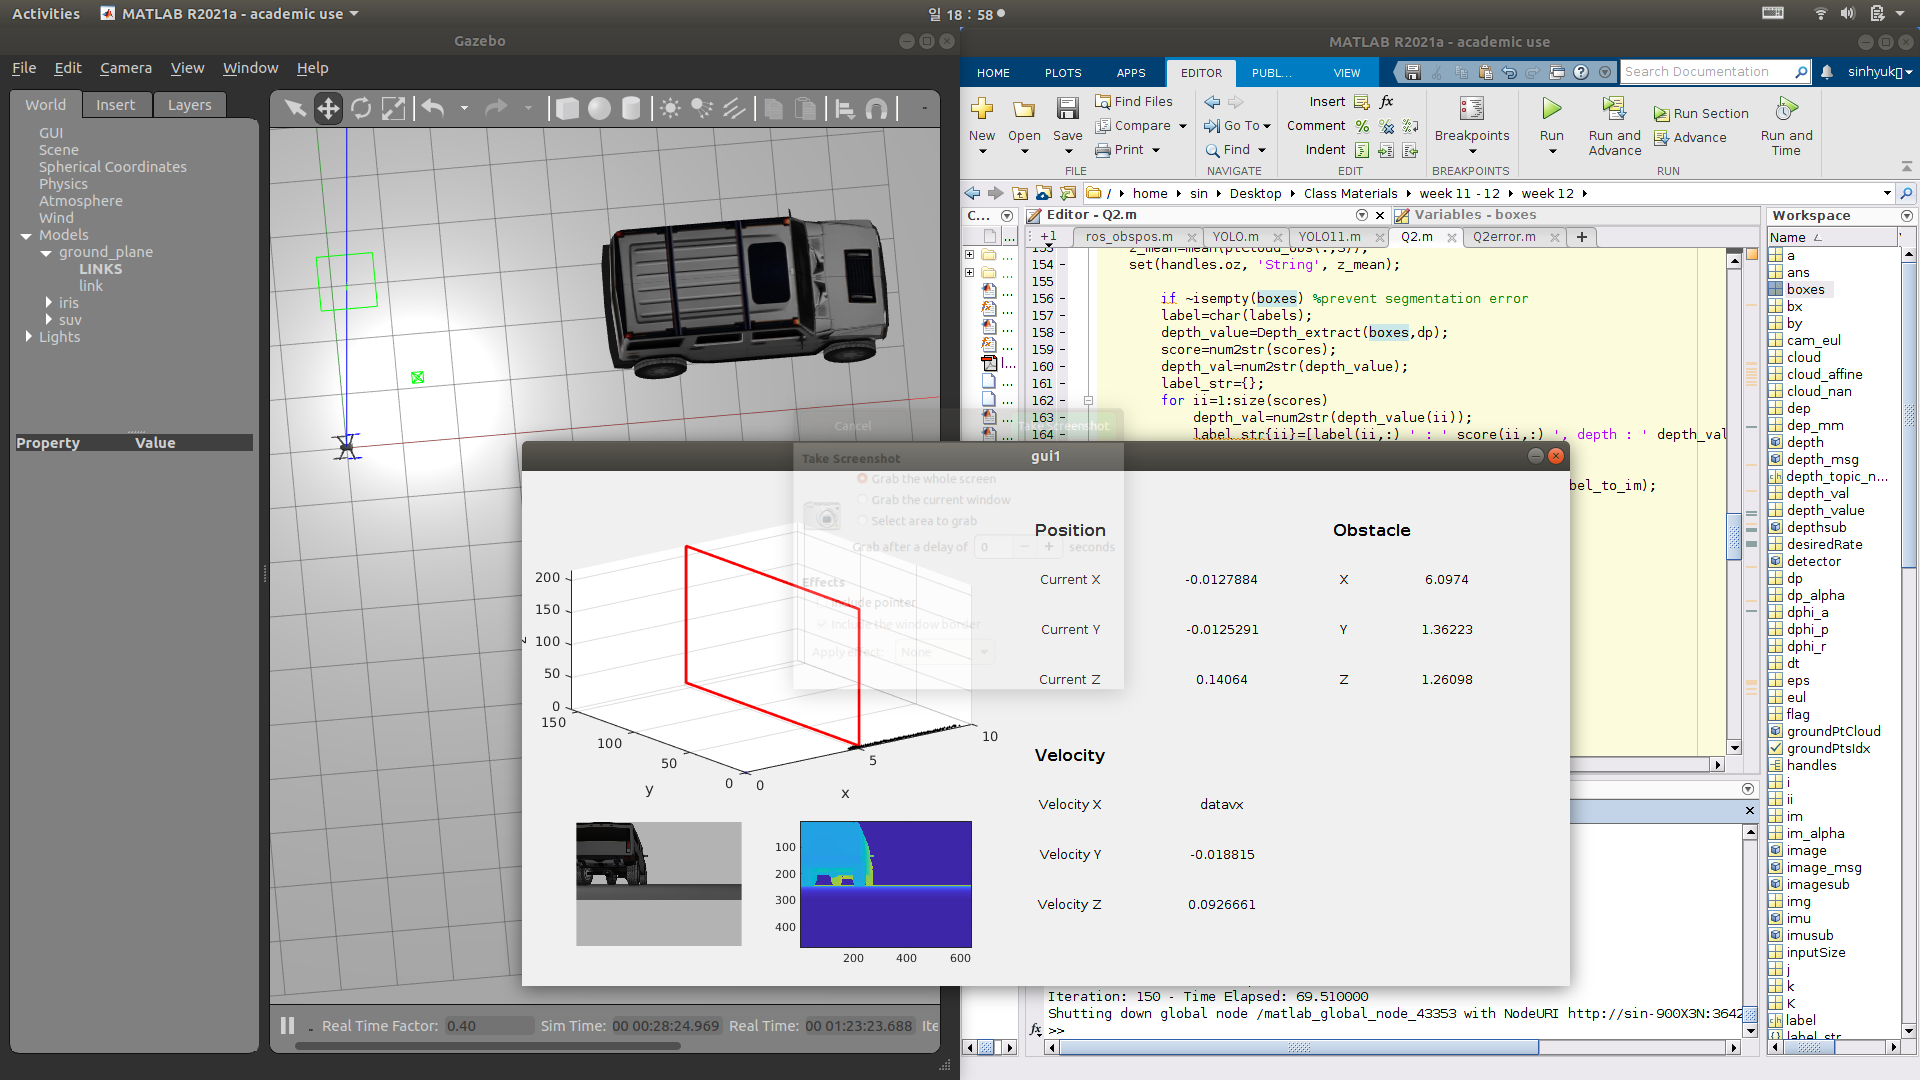 Activities MATLAB R2021a - academic use 일 18 : 58
Gazebo
File Edit Camera View Window Help
World Insert Layers
GUI
Scene
Spherical Coordinates
Physics
Atmosphere
Wind
Models
ground_plane
LINKS
link
iris
suv
Lights
Property Value
Real Time Factor: 0.40 Sim Time: 00 00:28:24.969 Real Time: 00 01:23:23.688 Ite
MATLAB R2021a - academic use
HOME PLOTS APPS EDITOR PUBL... VIEW
Search Documentation
New Open Save
Find Files
Compare
Print
FILE
Go To
Find
NAVIGATE
Insert
Comment
Indent
EDIT
Breakpoints
BREAKPOINTS
Run
Run and Advance
Run Section
Advance
Run and Time
RUN
/ home sin Desktop Class Materials week 11 - 12 week 12
C...
Editor - Q2.m
Variables - boxes
+1 ros_obspos.m YOLO.m YOLO11.m Q2.m Q2error.m +
154 set(handles.oz, 'String', z_mean);
155
156 if ~isempty(boxes) %prevent segmentation error
157 label=char(labels);
158 depth_value=Depth_extract(boxes,dp);
159 score=num2str(scores);
160 depth_val=num2str(depth_value);
161 label_str={};
162 for ii=1:size(scores)
163 depth_val=num2str(depth_value(ii));
164 label_str{ii}=[label(ii,:) ' : ' score(ii,:) ', depth : ' depth_val
bel_to_im);
Workspace
Name
a
ans
boxes
bx
by
cam_eul
cloud
cloud_affine
cloud_nan
dep
dep_mm
depth
depth_msg
depth_topic_n...
depth_val
depth_value
depthsub
desiredRate
detector
dp
dp_alpha
dphi_a
dphi_p
dphi_r
dt
eps
eul
flag
groundPtCloud
groundPtsIdx
handles
i
ii
im
im_alpha
image
image_msg
imagesub
img
imu
imusub
inputSize
j
k
K
label
label_str
Cancel Take Screenshot
Take Screenshot
Grab the whole screen
Grab the current window
Select area to grab
Grab after a delay of 0 seconds
Effects
Include pointer
Include the window border
Apply effect: None
gui1
200
150
100
50
0
150
100
50
0
y
0
5
10
x
Position
Current X -0.0127884
Current Y -0.0125291
Current Z 0.14064
Obstacle
X 6.0974
Y 1.36223
Z 1.26098
Velocity
Velocity X datavx
Velocity Y -0.018815
Velocity Z 0.0926661
100
200
300
400
200 400 600
Iteration: 150 - Time Elapsed: 69.510000
Shutting down global node /matlab_global_node_43353 with NodeURI http://sin-900X3N:3642
fx >>